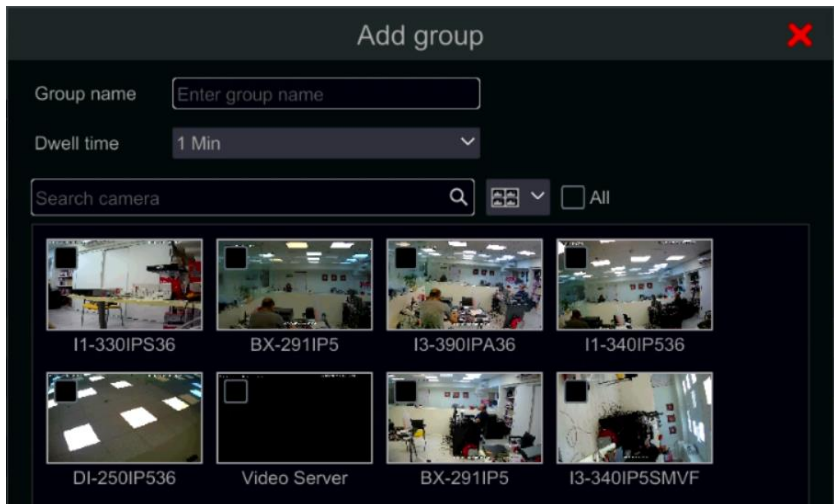 Add group
Group name Enter group name
Dwell time 1 Min
Search camera All
I1-330IPS36 BX-291IP5 I3-390IPA36 I1-340IP536
DI-250IP536 Video Server BX-291IP5 I3-340IP5SMVF